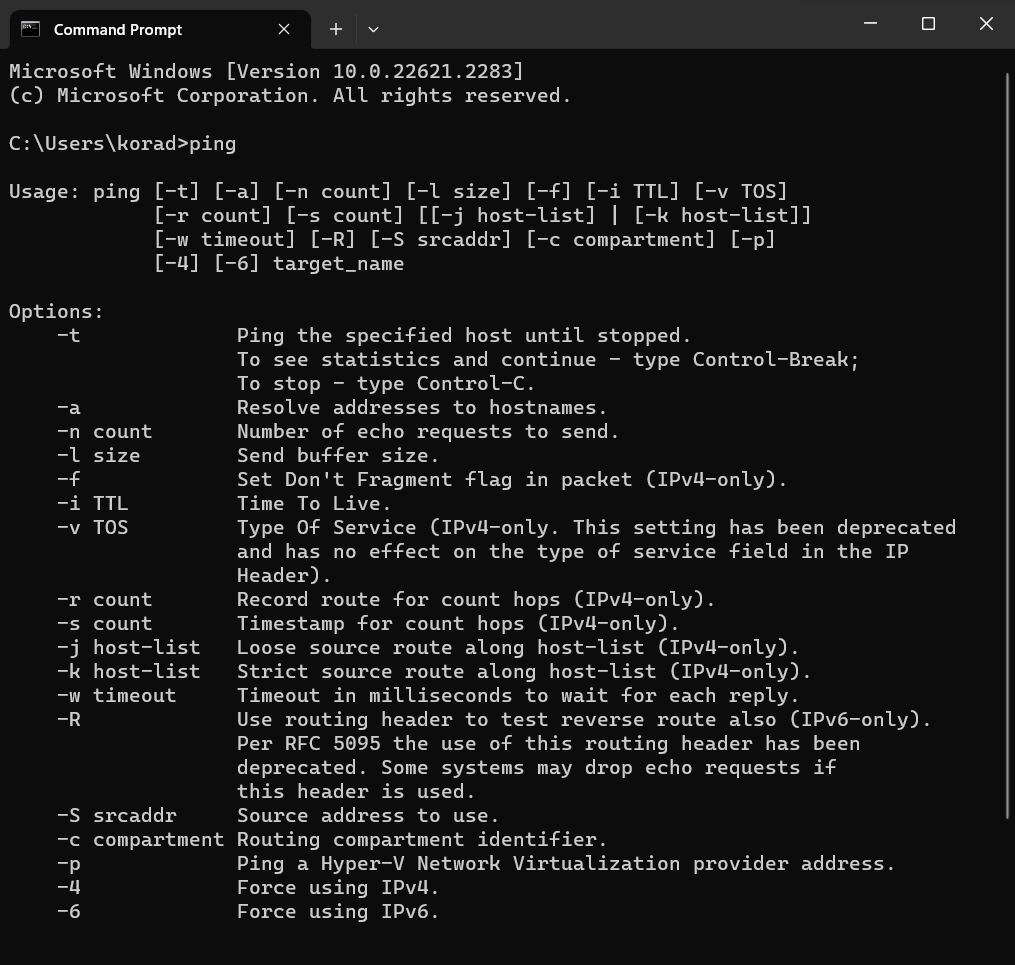 Command Prompt
Microsoft Windows [Version 10.0.22621.2283]
(c) Microsoft Corporation. All rights reserved.
C:\Users\korad>ping
Usage: ping [-t] [-a] [-n count] [-l size] [-f] [-i TTL] [-v TOS]
            [-r count] [-s count] [[-j host-list] | [-k host-list]]
            [-w timeout] [-R] [-S srcaddr] [-c compartment] [-p]
            [-4] [-6] target_name
Options:
    -t             Ping the specified host until stopped.
                   To see statistics and continue - type Control-Break;
                   To stop - type Control-C.
    -a             Resolve addresses to hostnames.
    -n count       Number of echo requests to send.
    -l size        Send buffer size.
    -f             Set Don't Fragment flag in packet (IPv4-only).
    -i TTL         Time To Live.
    -v TOS         Type Of Service (IPv4-only. This setting has been deprecated
                   and has no effect on the type of service field in the IP
                   Header).
    -r count       Record route for count hops (IPv4-only).
    -s count       Timestamp for count hops (IPv4-only).
    -j host-list   Loose source route along host-list (IPv4-only).
    -k host-list   Strict source route along host-list (IPv4-only).
    -w timeout     Timeout in milliseconds to wait for each reply.
    -R             Use routing header to test reverse route also (IPv6-only).
                   Per RFC 5095 the use of this routing header has been
                   deprecated. Some systems may drop echo requests if
                   this header is used.
    -S srcaddr     Source address to use.
    -c compartment Routing compartment identifier.
    -p             Ping a Hyper-V Network Virtualization provider address.
    -4             Force using IPv4.
    -6             Force using IPv6.